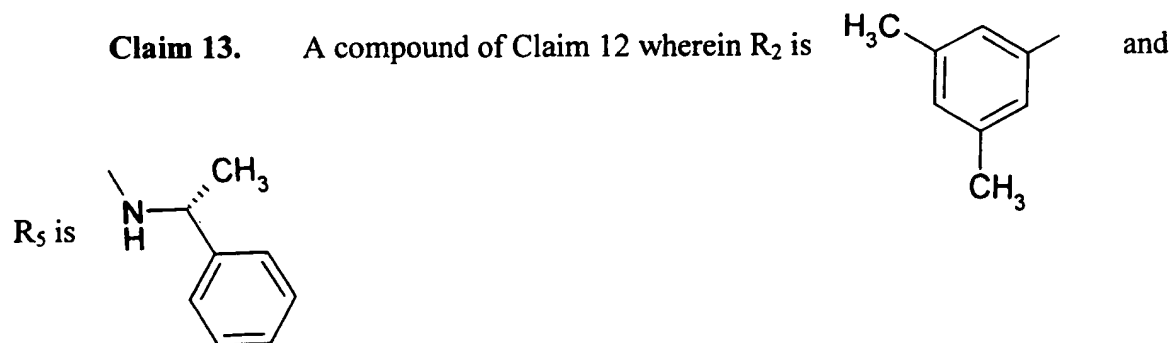 Claim 13. A compound of Claim 12 wherein R₂ is H₃C and
CH₃
CH₃
R₅ is N
H